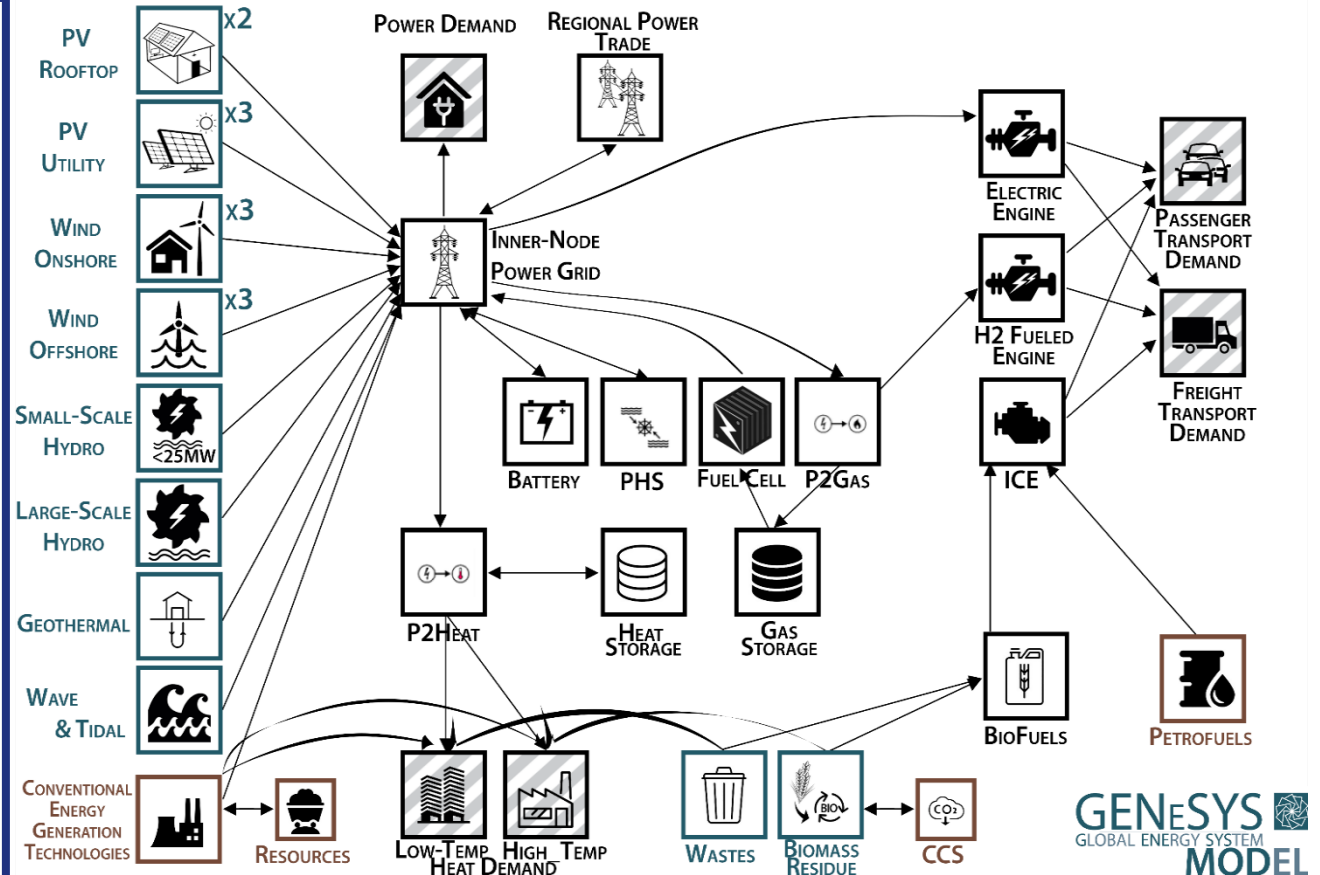 PV
ROOFTOP
X2
PV
UTILITY
X3
WIND
ONSHORE
X3
WIND
OFFSHORE
X3
SMALL-SCALE
HYDRO
<25MW
LARGE-SCALE
HYDRO
GEOTHERMAL
WAVE
& TIDAL
CONVENTIONAL
ENERGY
GENERATION
TECHNOLOGIES
RESOURCES
POWER DEMAND
REGIONAL POWER
TRADE
INNER-NODE
POWER GRID
BATTERY
PHS
FUEL CELL
P2GAS
P2HEAT
HEAT
STORAGE
GAS
STORAGE
LOW-TEMP
HIGH_TEMP
HEAT DEMAND
WASTES
BIO
BIOMASS
RESIDUE
CO2
CCS
ELECTRIC
ENGINE
H2 FUELED
ENGINE
ICE
BIOFUELS
PETROFUELS
PASSENGER
TRANSPORT
DEMAND
FREIGHT
TRANSPORT
DEMAND
GENESYS
GLOBAL ENERGY SYSTEM
MODEL